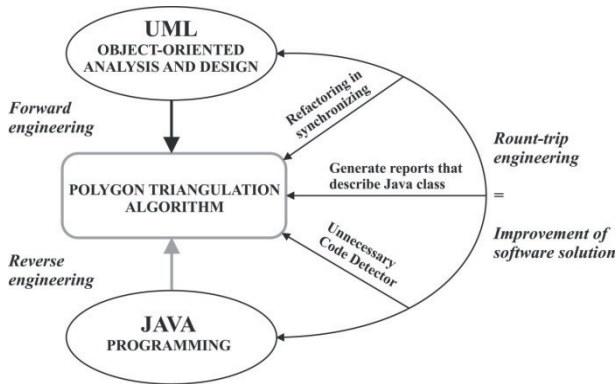 UML
OBJECT-ORIENTED
ANALYSIS AND DESIGN
Forward
engineering
Refactoring in
synchronizing
Rount-trip
engineering
=
Improvement of
software solution
Generate reports that
describe Java class
POLYGON TRIANGULATION
ALGORITHM
Unnecessary
Code Detector
Reverse
engineering
JAVA
PROGRAMMING